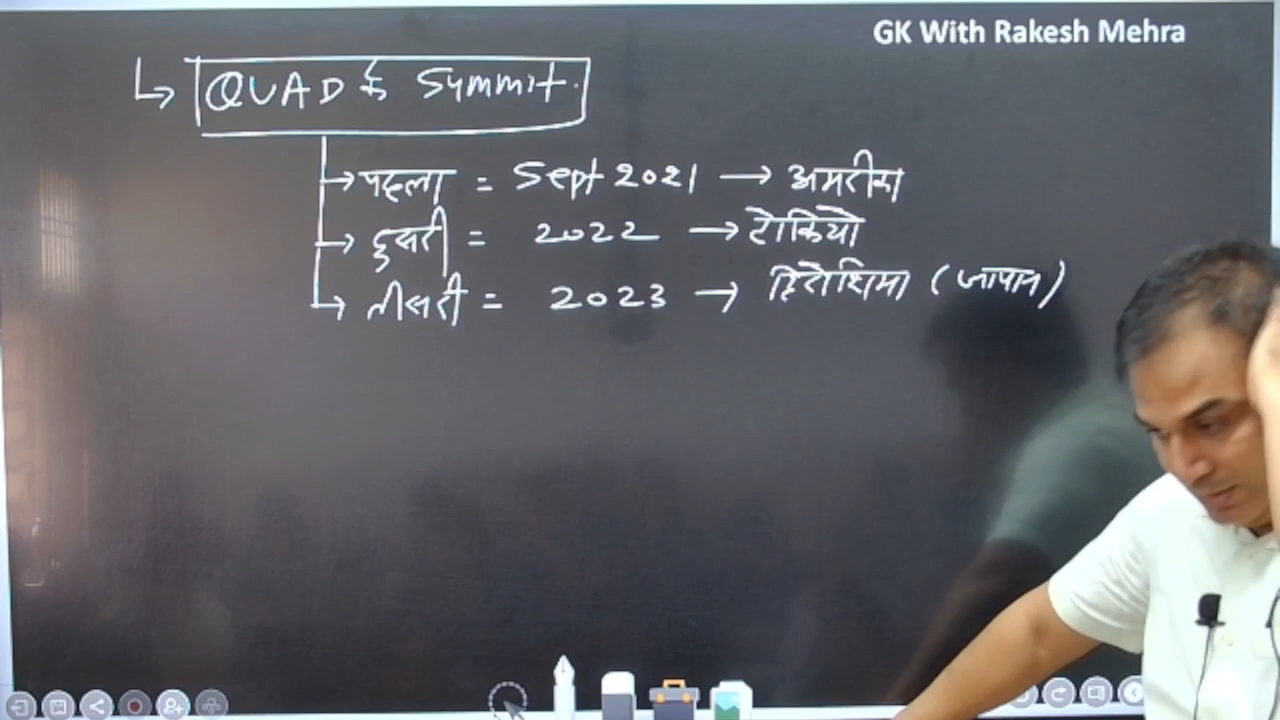 GK With Rakesh Mehra
↳ QUAD के Summit.
→ पहला = Sept 2021 → अमरीका
→ दुसरी = 2022 → टोकियो
→ तीसरी = 2023 → हिरोशिमा (जापान)